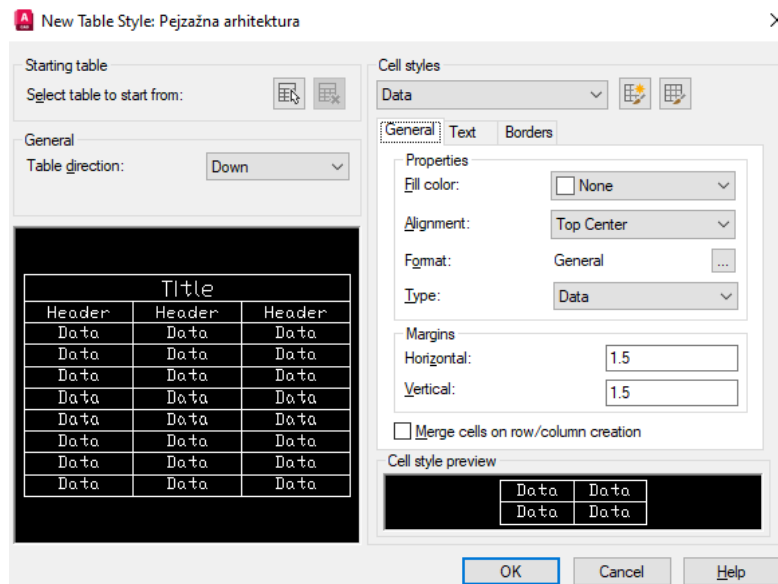 New Table Style: Pejzažna arhitektura
Starting table
Select table to start from:
General
Table direction:
Down
Title
Header Header Header
Data Data Data
Data Data Data
Data Data Data
Data Data Data
Data Data Data
Data Data Data
Data Data Data
Data Data Data
Cell styles
Data
General Text Borders
Properties
Fill color:
None
Alignment:
Top Center
Format:
General
...
Type:
Data
Margins
Horizontal:
1.5
Vertical:
1.5
Merge cells on row/column creation
Cell style preview
Data Data
Data Data
OK Cancel Help